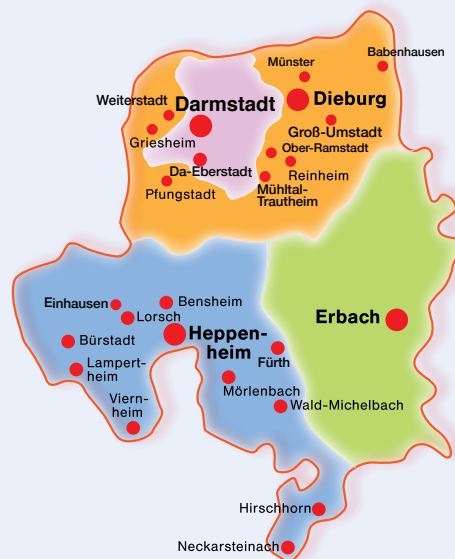 Babenhausen
Münster
Weiterstadt
Darmstadt
Dieburg
Groß-Umstadt
Griesheim
Ober-Ramstadt
Da-Eberstadt
Reinheim
Pfungstadt
Mühltal-
Trautheim
Einhausen
Bensheim
Lorsch
Erbach
Heppen-
heim
Bürstadt
Fürth
Lampert-
heim
Mörlenbach
Viern-
heim
Wald-Michelbach
Hirschhorn
Neckarsteinach